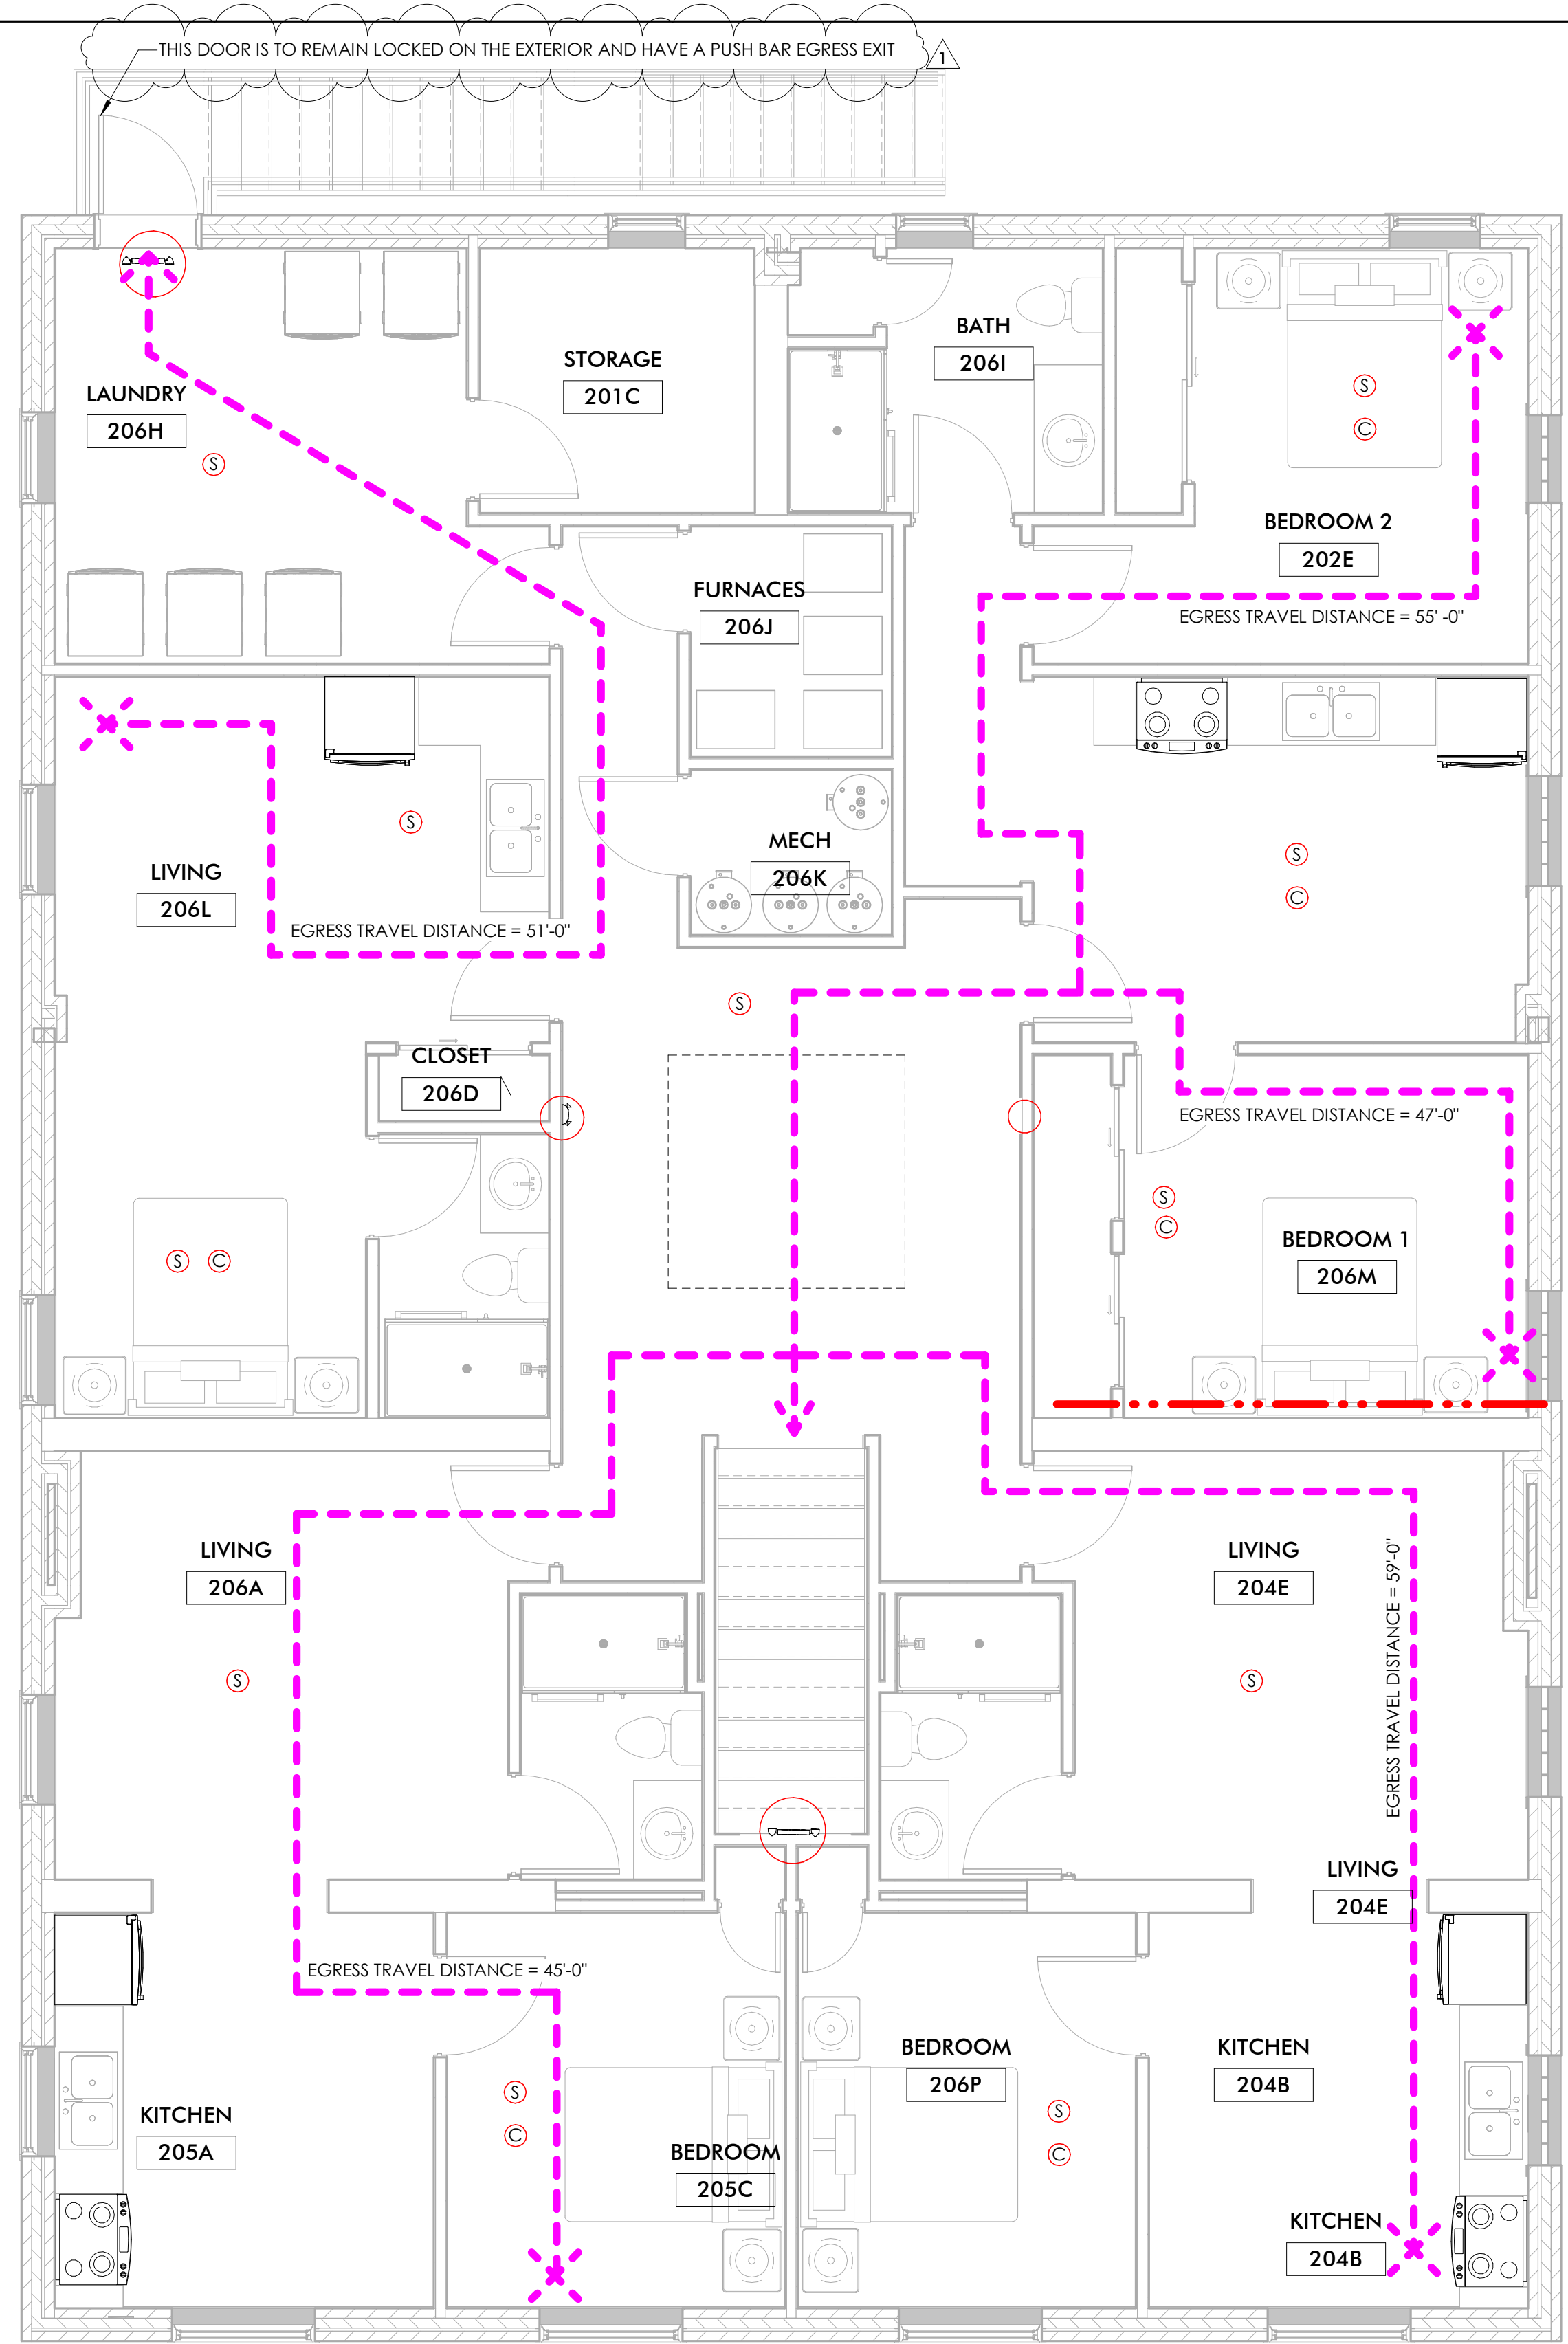 THIS DOOR IS TO REMAIN LOCKED ON THE EXTERIOR AND HAVE A PUSH BAR EGRESS EXIT
1
BATH
206I
STORAGE
201C
LAUNDRY
206H
S
S
C
BEDROOM 2
202E
EGRESS TRAVEL DISTANCE = 55' -0"
FURNACES
206J
S
LIVING
206L
EGRESS TRAVEL DISTANCE = 51'-0"
MECH
206K
S
C
S
CLOSET
206D
EGRESS TRAVEL DISTANCE = 47'-0"
S
C
BEDROOM 1
206M
S
C
LIVING
206A
LIVING
204E
EGRESS TRAVEL DISTANCE = 59'-0"
S
S
LIVING
204E
EGRESS TRAVEL DISTANCE = 45'-0"
BEDROOM
206P
KITCHEN
204B
S
C
S
C
KITCHEN
205A
BEDROOM
205C
KITCHEN
204B